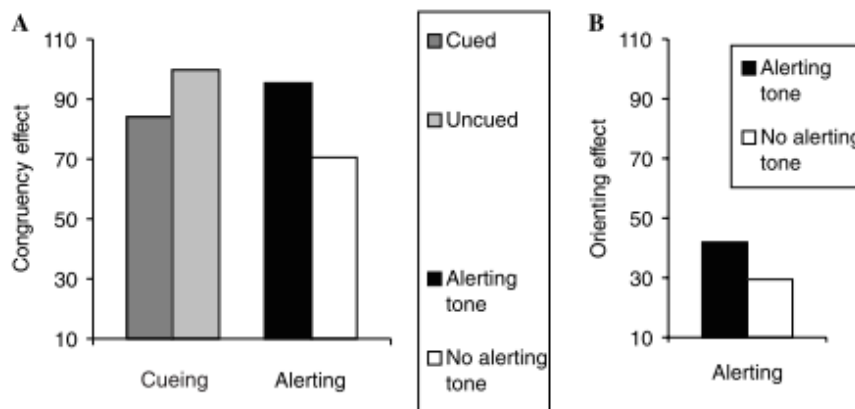 A
Congruency effect
110
90
70
50
30
10
Cueing
Alerting
Cued
Uncued
Alerting
tone
No alerting
tone
B
Orienting effect
110
90
70
50
30
10
Alerting
Alerting
tone
No alerting
tone